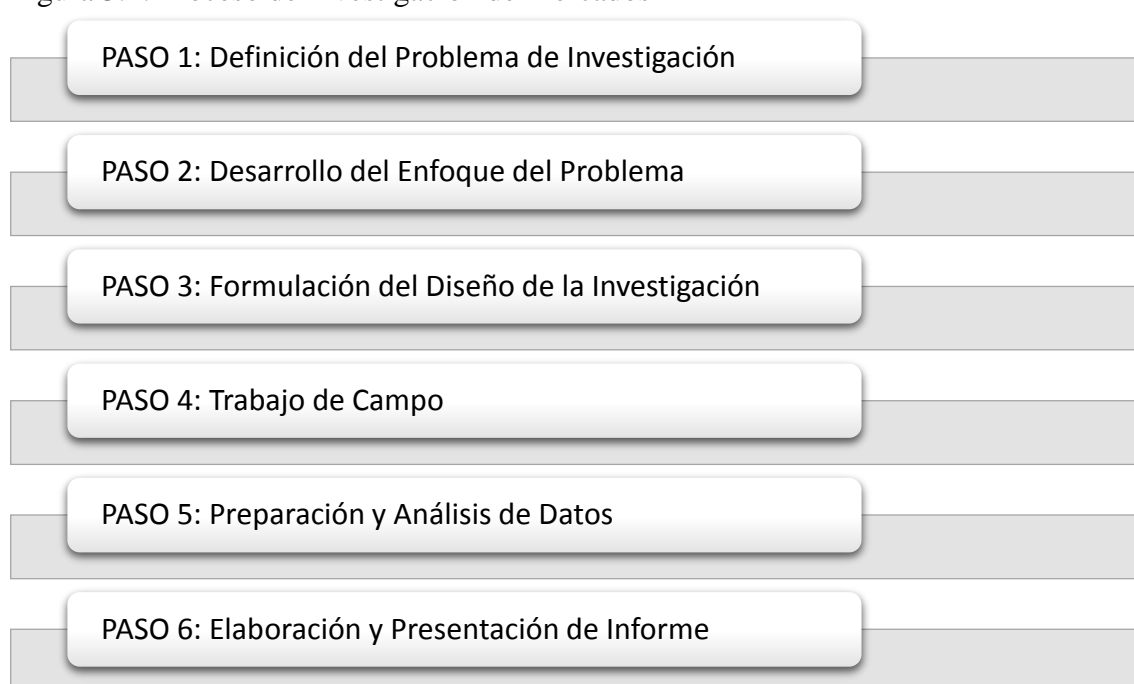 PASO 1: Definición del Problema de Investigación
PASO 2: Desarrollo del Enfoque del Problema
PASO 3: Formulación del Diseño de la Investigación
PASO 4: Trabajo de Campo
PASO 5: Preparación y Análisis de Datos
PASO 6: Elaboración y Presentación de Informe